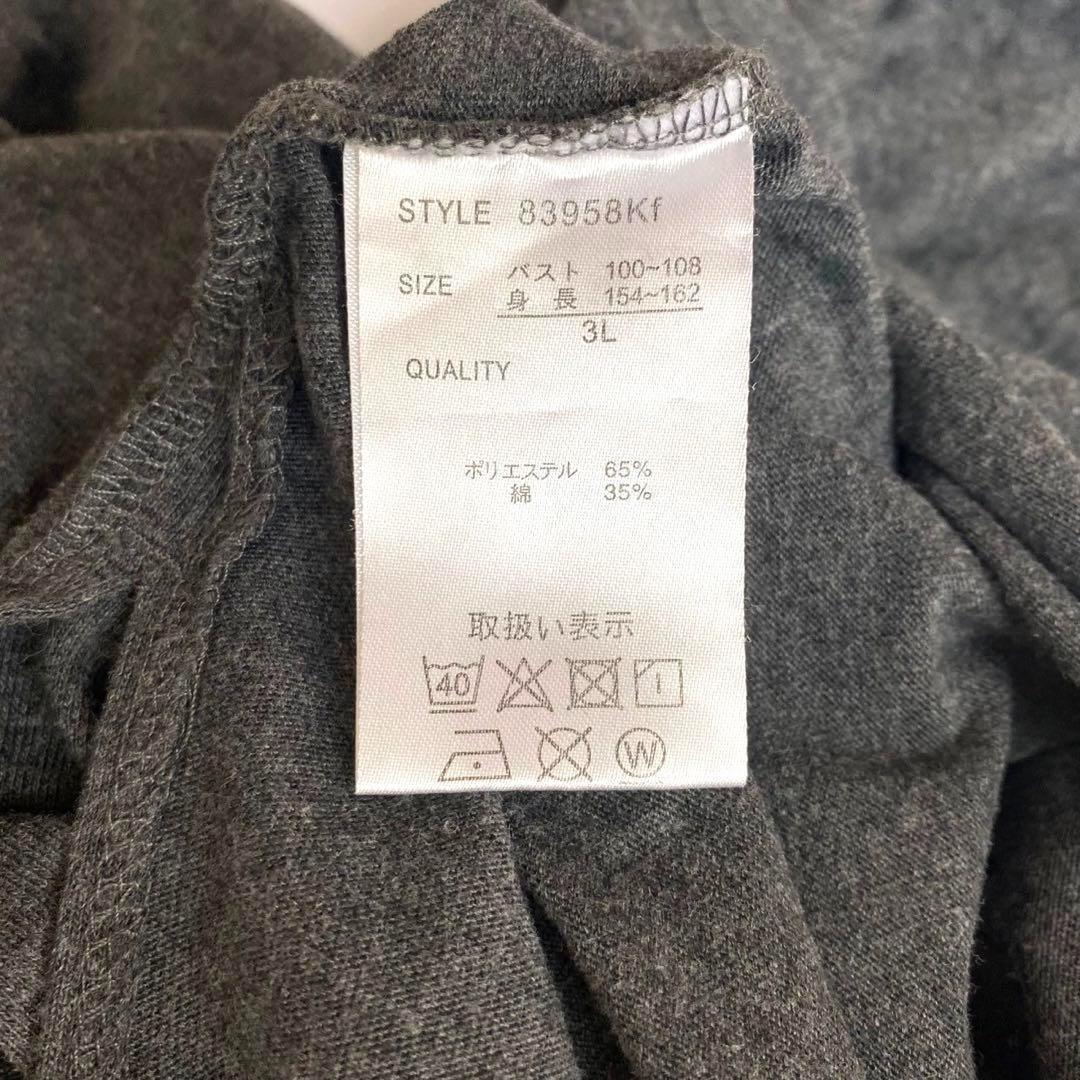 STYLE 83958Kf
SIZE バスト 100~108
身長 154~162
3L
QUALITY
ポリエステル 65%
綿 35%
取扱い表示
40
W